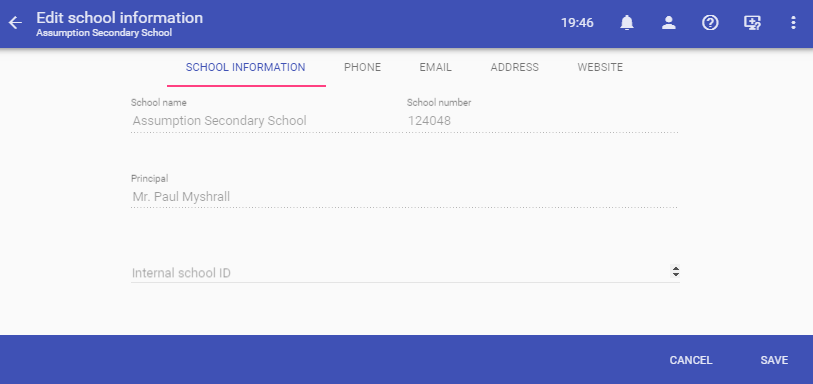 Edit school information
Assumption Secondary School
19:46
SCHOOL INFORMATION PHONE EMAIL ADDRESS WEBSITE
School name School number
Assumption Secondary School 124048
Principal
Mr. Paul Myshrall
Internal school ID
CANCEL SAVE